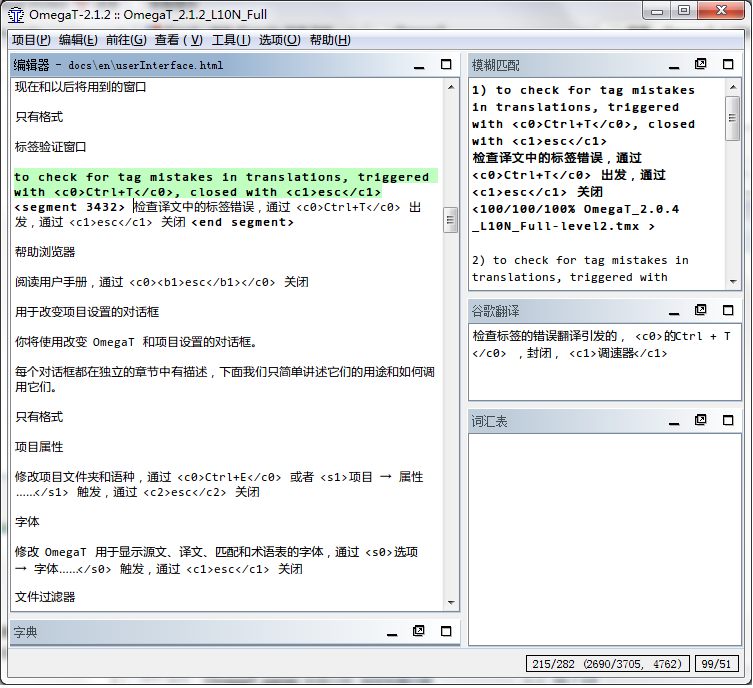 OmegaT-2.1.2 :: OmegaT_2.1.2_L10N_Full
项目(P) 编辑(E) 前往(G) 查看 (V) 工具(T) 选项(O) 帮助(H)
编辑器 - docs\en\userInterface.html
现在和以后将用到的窗口
只有格式
标签验证窗口
to check for tag mistakes in translations, triggered
with <c0>Ctrl+T</c0>, closed with <c1>esc</c1>
<segment 3432> 检查译文中的标签错误，通过 <c0>Ctrl+T</c0> 出
发，通过 <c1>esc</c1> 关闭 <end segment>
帮助浏览器
阅读用户手册，通过 <c0><b1>esc</b1></c0> 关闭
用于改变项目设置的对话框
你将使用改变 OmegaT 和项目设置的对话框。
每个对话框都在独立的章节中有描述，下面我们只简单讲述它们的用途和如何调
用它们。
只有格式
项目属性
修改项目文件夹和语种，通过 <c0>Ctrl+E</c0> 或者 <s1>项目 → 属性
……</s1> 触发，通过 <c2>esc</c2> 关闭
字体
修改 OmegaT 用于显示源文、译文、匹配和术语表的字体，通过 <s0>选项
→ 字体……</s0> 触发，通过 <c1>esc</c1> 关闭
文件过滤器
字典
模糊匹配
1) to check for tag mistakes
in translations, triggered
with <c0>Ctrl+T</c0>, closed
with <c1>esc</c1>
检查译文中的标签错误，通过
<c0>Ctrl+T</c0> 出发，通过
<c1>esc</c1> 关闭
<100/100/100% OmegaT_2.0.4
_L10N_Full-level2.tmx >
2) to check for tag mistakes in
translations, triggered with
谷歌翻译
检查标签的错误翻译引发的， <c0>的Ctrl + T
</c0> ，封闭， <c1>调速器</c1>
词汇表
215/282 (2690/3705, 4762)
99/51